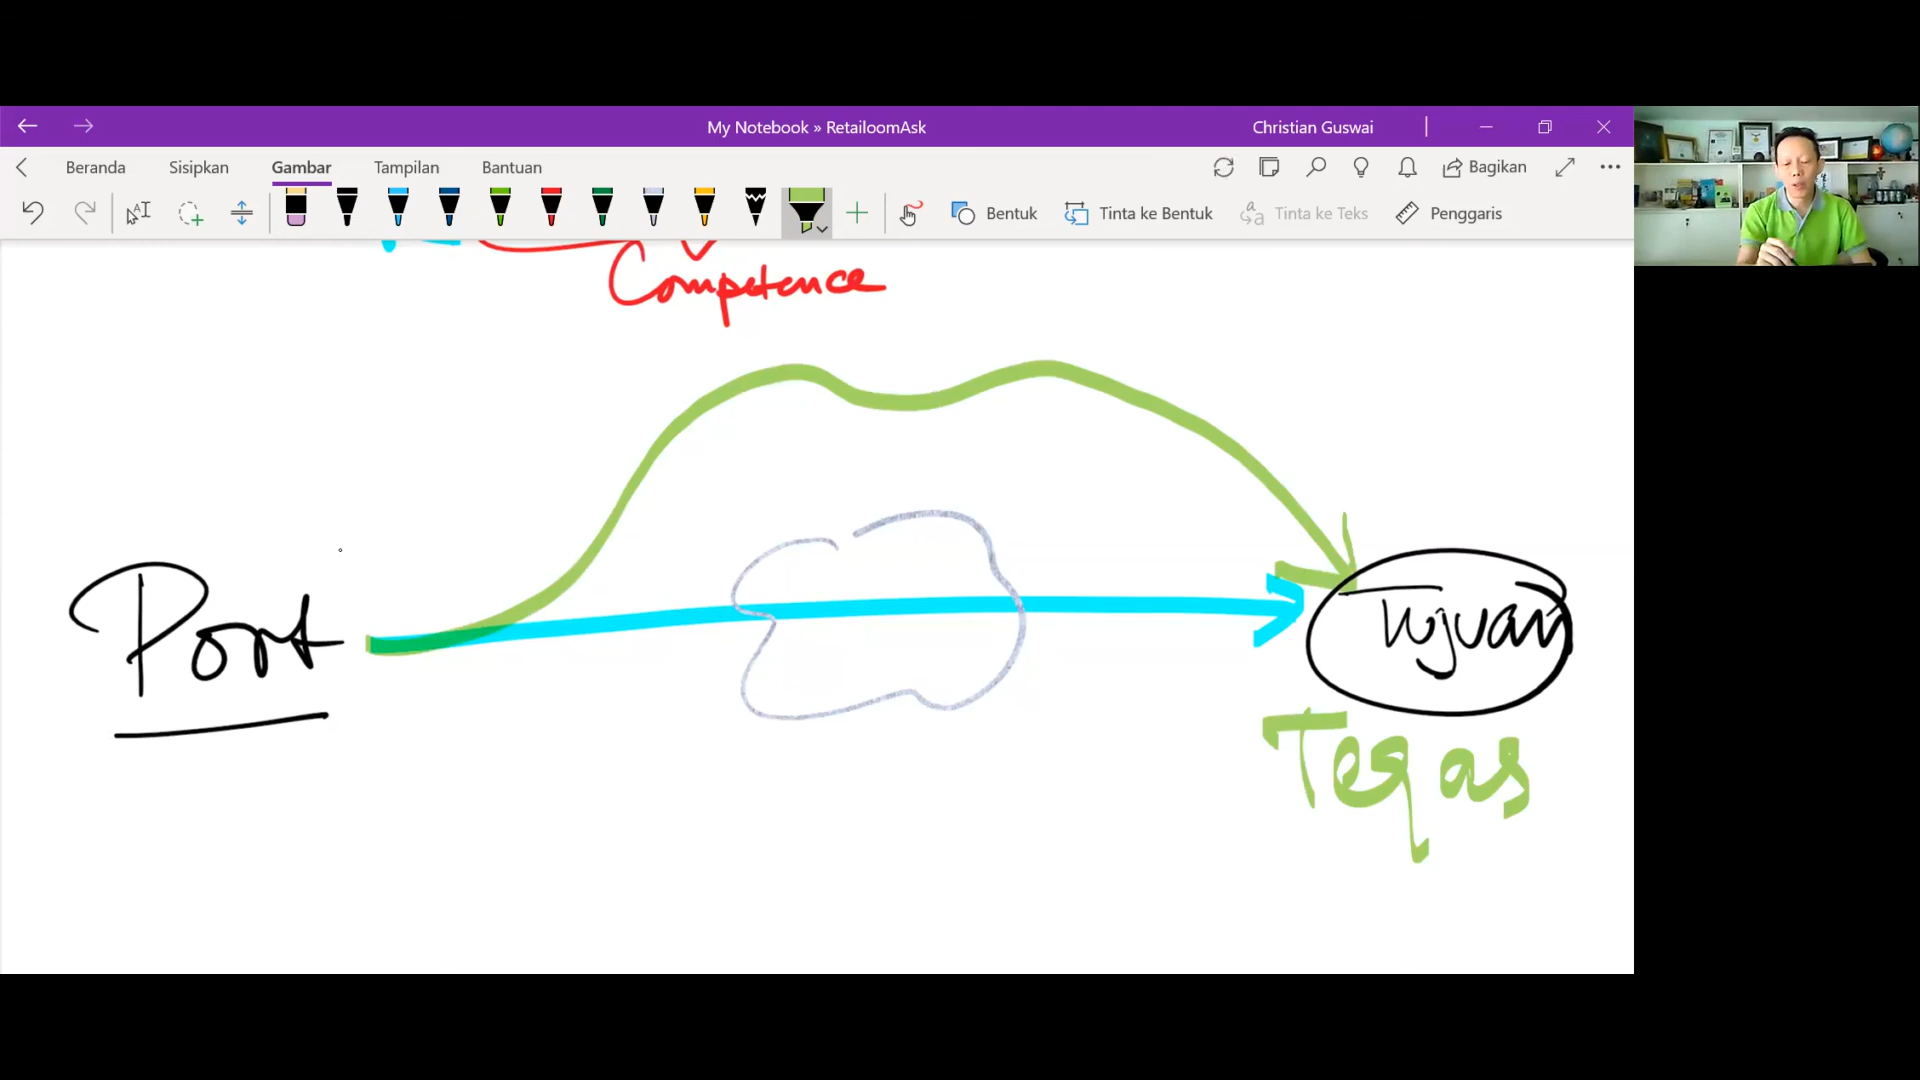 My Notebook » RetailoomAsk
Christian Guswai
Beranda Sisipkan Gambar Tampilan Bantuan Bagikan
Bentuk Tinta ke Bentuk Tinta ke Teks Penggaris
Competence
Port
Tujuan
Tegas